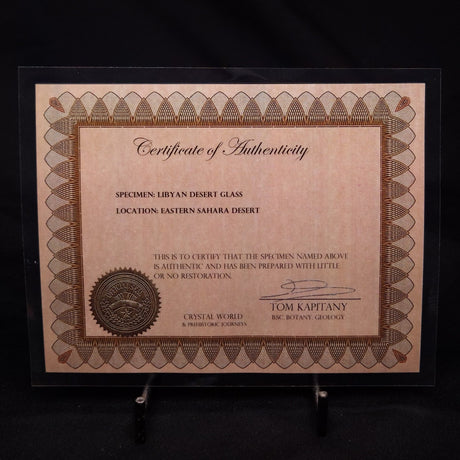 Certificate of Authenticity
SPECIMEN: LIBYAN DESERT GLASS
LOCATION: EASTERN SAHARA DESERT
THIS IS TO CERTIFY THAT THE SPECIMEN NAMED ABOVE
IS AUTHENTIC AND HAS BEEN PREPARED WITH LITTLE
OR NO RESTORATION.
TOM KAPITANY
BSC. BOTANY. GEOLOGY
CRYSTAL WORLD
& PREHISTORIC JOURNEYS